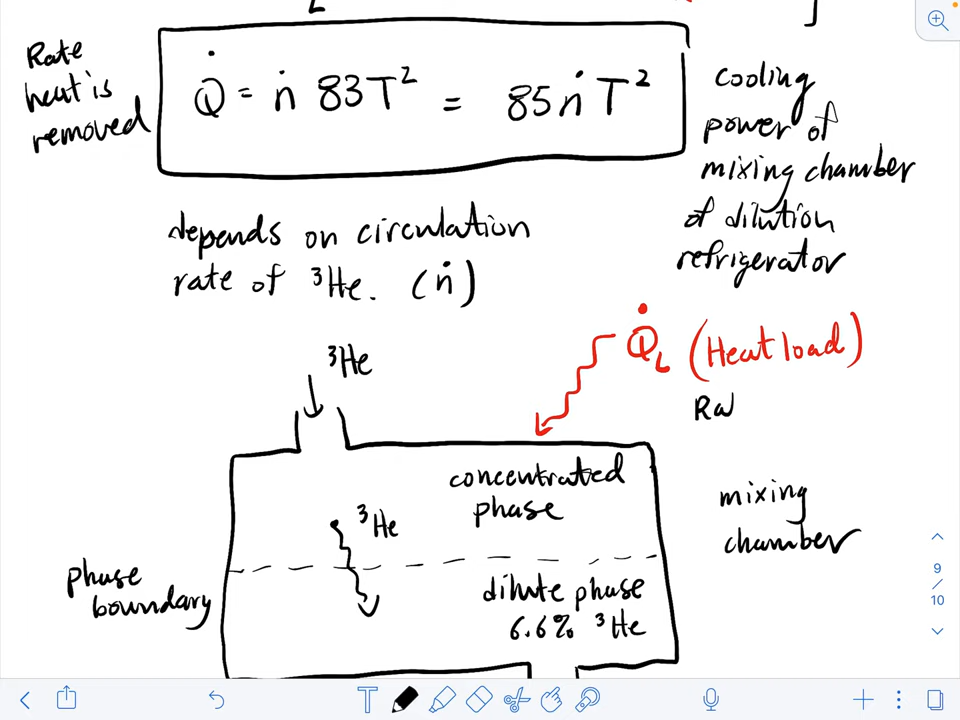 Rate
heat is
removed
Q̇ = ṅ 83T² = 85ṅT²
cooling
power of
mixing chamber
of dilution
refrigerator
depends on circulation
rate of ³He. (ṅ)
Q̇L (Heat load)
Ra
³He
concentrated
phase
³He
mixing
chamber
phase
boundary
dilute phase
6.6% ³He
9
/
10
T